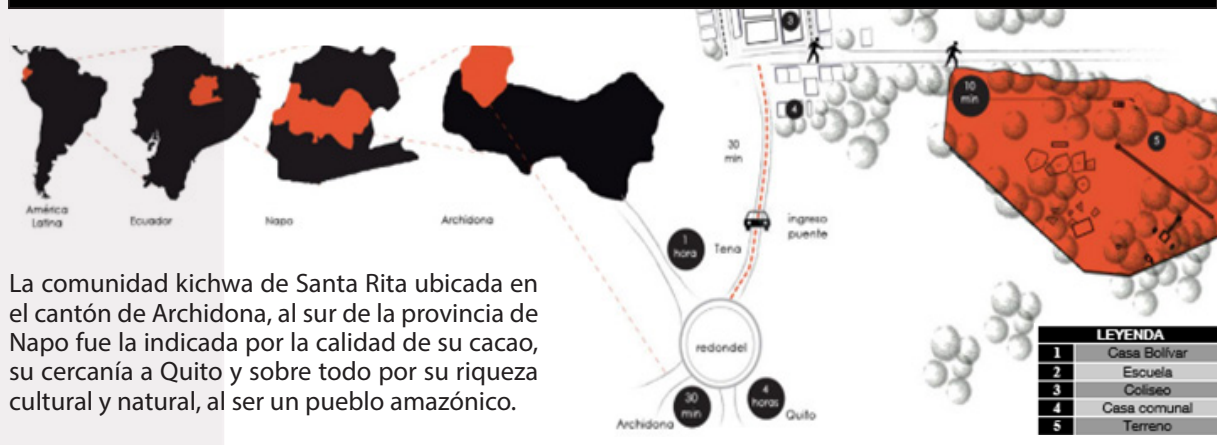 América
Latina
Ecuador
Napo
Archidona
La comunidad kichwa de Santa Rita ubicada en
el cantón de Archidona, al sur de la provincia de
Napo fue la indicada por la calidad de su cacao,
su cercanía a Quito y sobre todo por su riqueza
cultural y natural, al ser un pueblo amazónico.
3
4
10
min
5
30
min
ingreso
puente
1
hora
Tena
redondel
30
min
Archidona
4
horas
Quito
LEYENDA
1 Casa Bolívar
2 Escuela
3 Coliseo
4 Casa comunal
5 Terreno